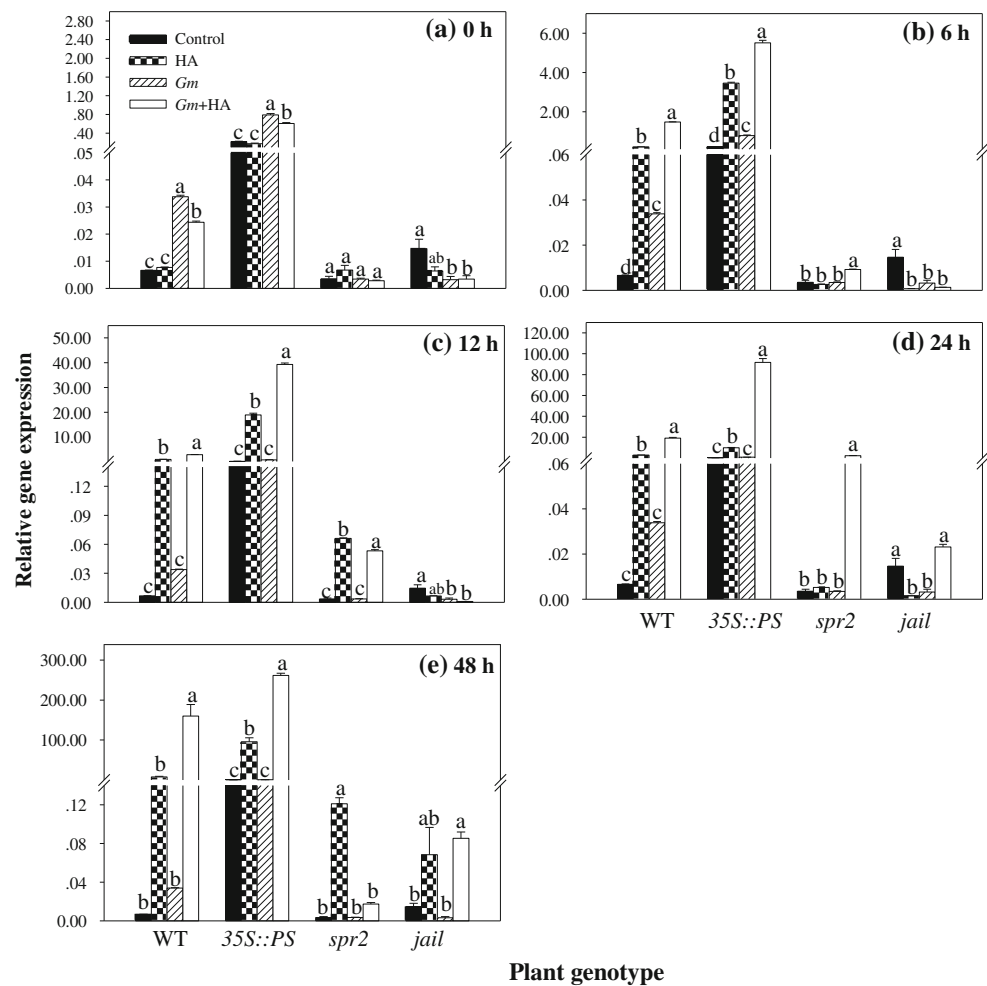 (a) 0 h
2.80
2.40
2.00
1.60
1.20
.80
.40
.05
.04
.03
.02
.01
0.00
Control
HA
Gm
Gm+HA
c c a b
c c a b
a a a a
a ab b b
(b) 6 h
6.00
4.00
2.00
.06
.04
.02
0.00
d b c a
d b c a
b b b a
a b b b
(c) 12 h
50.00
40.00
30.00
20.00
10.00
.12
.09
.06
.03
0.00
c b c a
c b c a
c b c a
a ab b b
(d) 24 h
120.00
100.00
80.00
60.00
40.00
20.00
.06
.04
.02
0.00
c b c a
c b c a
b b b a
a b b a
WT 35S::PS spr2 jail
(e) 48 h
300.00
200.00
100.00
.12
.08
.04
0.00
b b b a
c b c a
b a b b
b ab b a
WT 35S::PS spr2 jail
Relative gene expression
Plant genotype